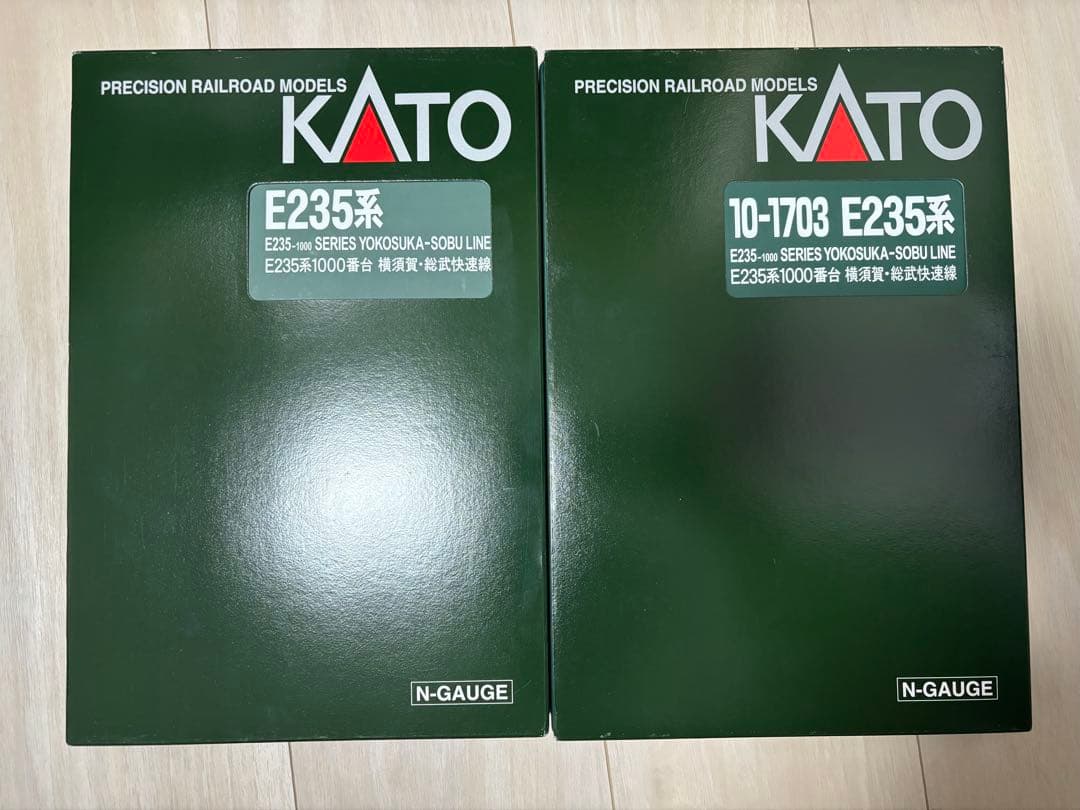 PRECISION RAILROAD MODELS
KATO
E235系
E235-1000 SERIES YOKOSUKA-SOBU LINE
E235系1000番台 横須賀・総武快速線
N-GAUGE
PRECISION RAILROAD MODELS
KATO
10-1703 E235系
E235-1000 SERIES YOKOSUKA-SOBU LINE
E235系1000番台 横須賀・総武快速線
N-GAUGE